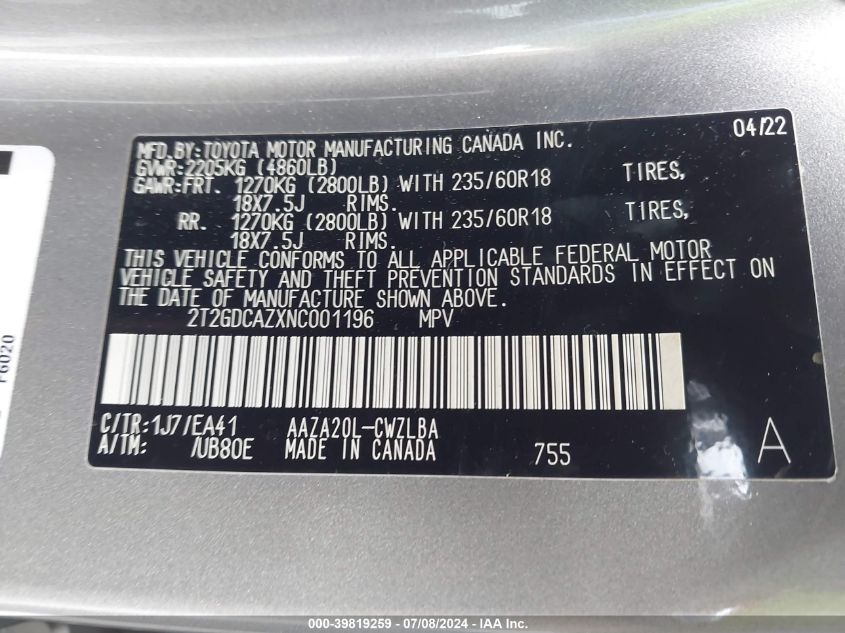 04/22
MFD.BY:TOYOTA MOTOR MANUFACTURING CANADA INC.
GVWR:2205KG (4860LB)
GAWR:FRT. 1270KG (2800LB) WITH 235/60R18 TIRES,
18X7.5J RIMS.
RR. 1270KG (2800LB) WITH 235/60R18 TIRES,
18X7.5J RIMS.
THIS VEHICLE CONFORMS TO ALL APPLICABLE FEDERAL MOTOR
VEHICLE SAFETY AND THEFT PREVENTION STANDARDS IN EFFECT ON
THE DATE OF MANUFACTURE SHOWN ABOVE.
2T2GDCAZXNC001196 MPV
C/TR:1J7/EA41 AAZA20L-CWZLBA
A/TM: /UB80E MADE IN CANADA 755 A
F6020
000-39819259 - 07/08/2024 - IAA Inc.